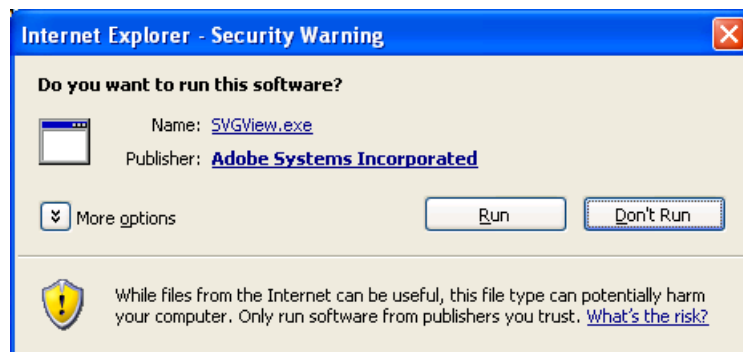 Internet Explorer - Security Warning
Do you want to run this software?
Name: SVGView.exe
Publisher: Adobe Systems Incorporated
More options
Run
Don't Run
While files from the Internet can be useful, this file type can potentially harm
your computer. Only run software from publishers you trust. What's the risk?